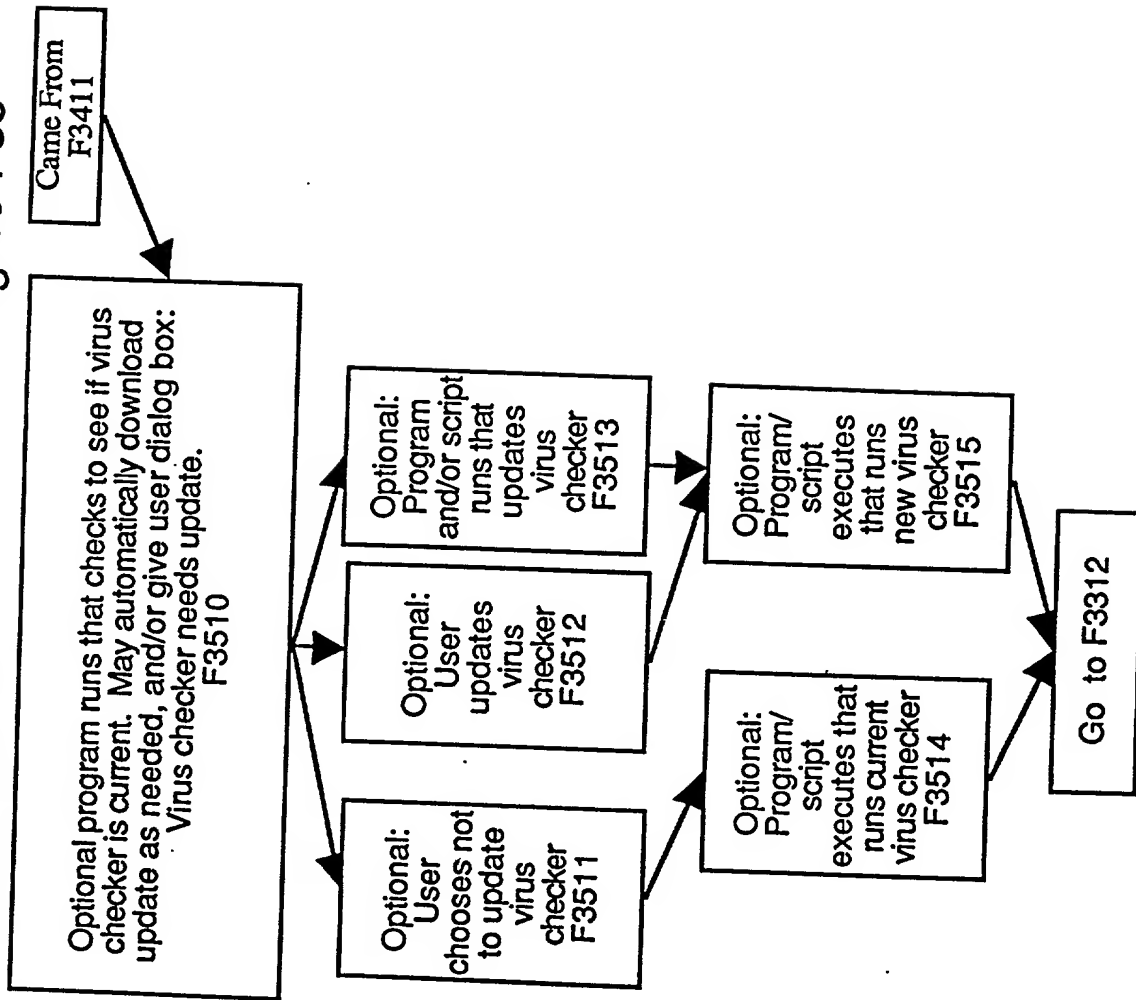 Came From
F3411
Optional program runs that checks to see if virus
checker is current. May automatically download
update as needed, and/or give user dialog box:
Virus checker needs update.
F3510
Optional:
User
chooses not
to update
virus
checker
F3511
Optional:
User
updates
virus
checker
F3512
Optional:
Program
and/or script
runs that
updates
virus
checker
F3513
Optional:
Program/
script
executes that
runs current
virus checker
F3514
Optional:
Program/
script
executes
that runs
new virus
checker
F3515
Go to F3312